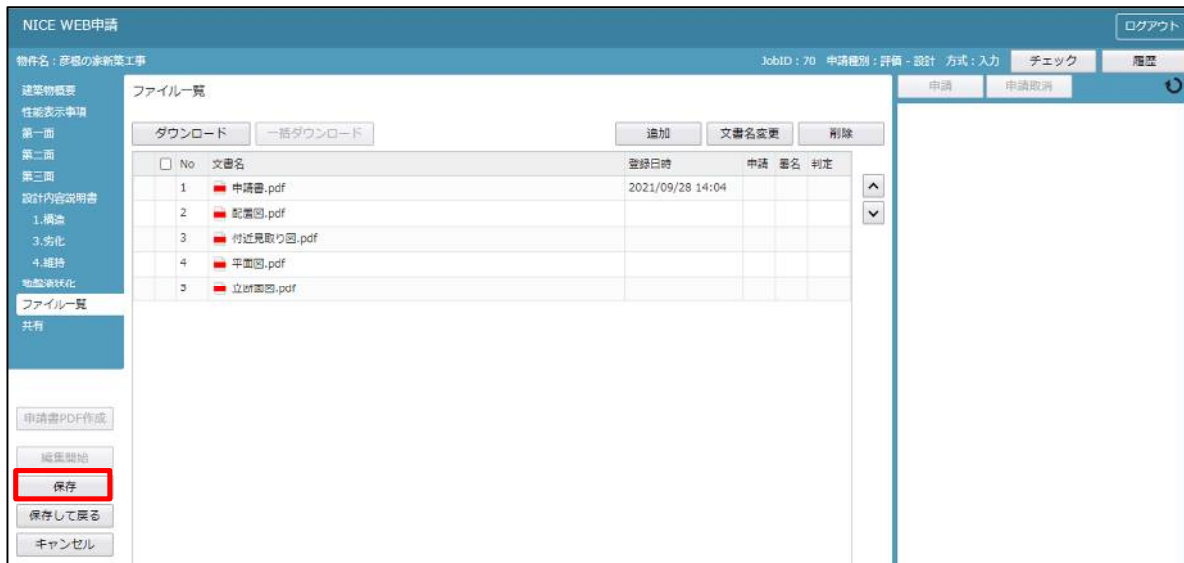 NICE WEB申請
ログアウト
物件名：彦根の家新築工事 JobID：70 申請種別：評価 - 設計 方式：入力 チェック 履歴
建築物概要
性能表示事項
第一面
第二面
第三面
設計内容説明書
1.構造
3.劣化
4.維持
地盤液状化
ファイル一覧
共有
申請書PDF作成
編集開始
保存
保存して戻る
キャンセル
ファイル一覧
ダウンロード 一括ダウンロード 追加 文書名変更 削除
No 文書名 登録日時 申請 署名 判定
1 申請書.pdf 2021/09/28 14:04
2 配置図.pdf
3 付近見取り図.pdf
4 平面図.pdf
5 立断面図.pdf
申請 申請取消